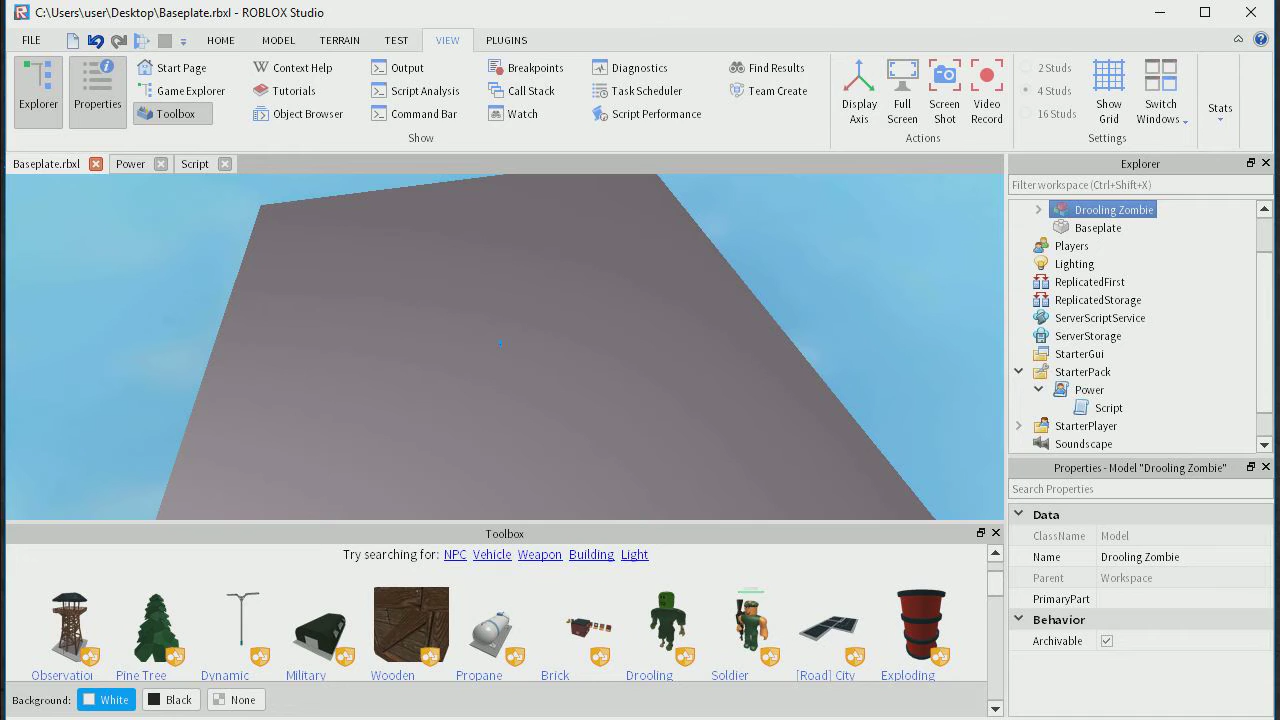 C:\Users\user\Desktop\Baseplate.rbxl - ROBLOX Studio
FILE HOME MODEL TERRAIN TEST VIEW PLUGINS
Explorer
Properties
Start Page
Game Explorer
Toolbox
Context Help
Tutorials
Object Browser
Output
Script Analysis
Command Bar
Breakpoints
Call Stack
Watch
Diagnostics
Task Scheduler
Script Performance
Find Results
Team Create
Show
Display Axis
Full Screen
Screen Shot
Video Record
Actions
2 Studs
4 Studs
16 Studs
Show Grid
Switch Windows
Settings
Stats
Baseplate.rbxl Power Script
Explorer
Filter workspace (Ctrl+Shift+X)
Drooling Zombie
Baseplate
Players
Lighting
ReplicatedFirst
ReplicatedStorage
ServerScriptService
ServerStorage
StarterGui
StarterPack
Power
Script
StarterPlayer
Soundscape
Properties - Model "Drooling Zombie"
Search Properties
Data
ClassName Model
Name Drooling Zombie
Parent Workspace
PrimaryPart
Behavior
Archivable
Toolbox
Try searching for: NPC Vehicle Weapon Building Light
Observation Pine Tree Dynamic Military Wooden Propane Brick Drooling Soldier [Road] City Exploding
Background: White Black None